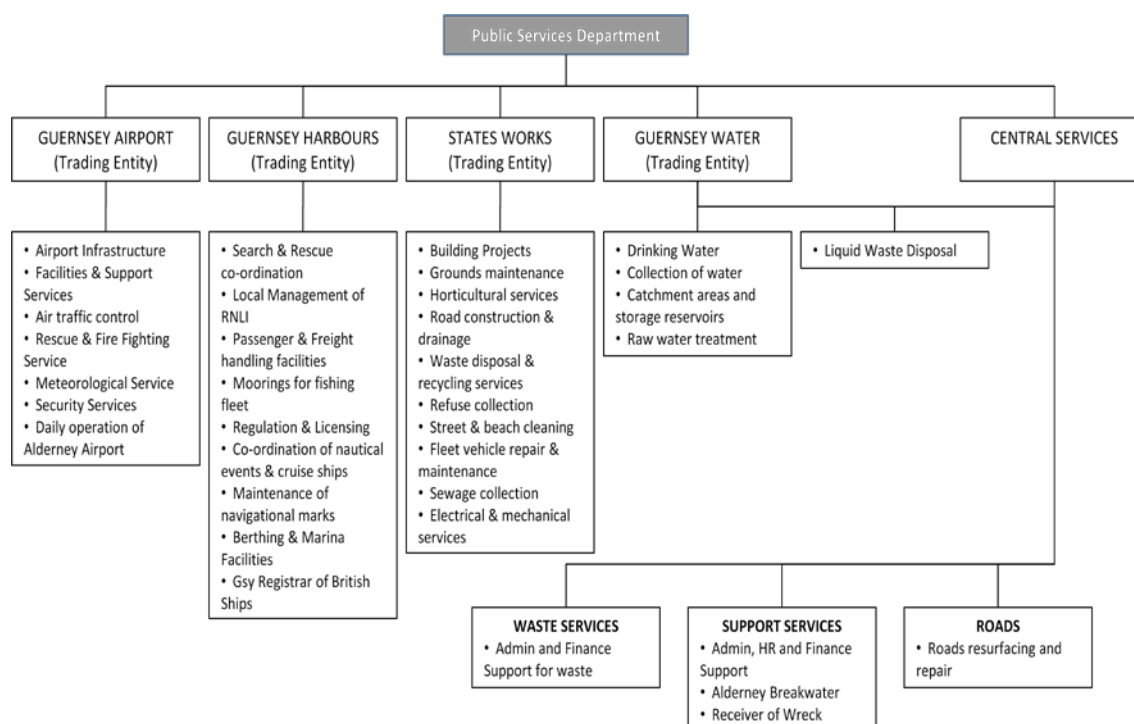 Public Services Department
GUERNSEY AIRPORT
(Trading Entity)
GUERNSEY HARBOURS
(Trading Entity)
STATES WORKS
(Trading Entity)
GUERNSEY WATER
(Trading Entity)
CENTRAL SERVICES
• Airport Infrastructure
• Facilities & Support
Services
• Air traffic control
• Rescue & Fire Fighting
Service
• Meteorological Service
• Security Services
• Daily operation of
Alderney Airport
• Search & Rescue
co-ordination
• Local Management of
RNLI
• Passenger & Freight
handling facilities
• Moorings for fishing
fleet
• Regulation & Licensing
• Co-ordination of nautical
events & cruise ships
• Maintenance of
navigational marks
• Berthing & Marina
Facilities
• Gsy Registrar of British
Ships
• Building Projects
• Grounds maintenance
• Horticultural services
• Road construction &
drainage
• Waste disposal &
recycling services
• Refuse collection
• Street & beach cleaning
• Fleet vehicle repair &
maintenance
• Sewage collection
• Electrical & mechanical
services
• Drinking Water
• Collection of water
• Catchment areas and
storage reservoirs
• Raw water treatment
• Liquid Waste Disposal
WASTE SERVICES
• Admin and Finance
Support for waste
SUPPORT SERVICES
• Admin, HR and Finance
Support
• Alderney Breakwater
• Receiver of Wreck
ROADS
• Roads resurfacing and
repair